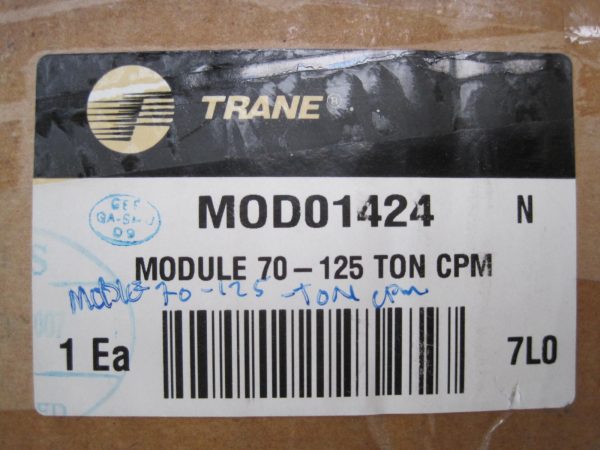 TRANE®
MOD01424 N
MODULE 70-125 TON CPM
Module 70-125-TON cpm
1 Ea 7L0